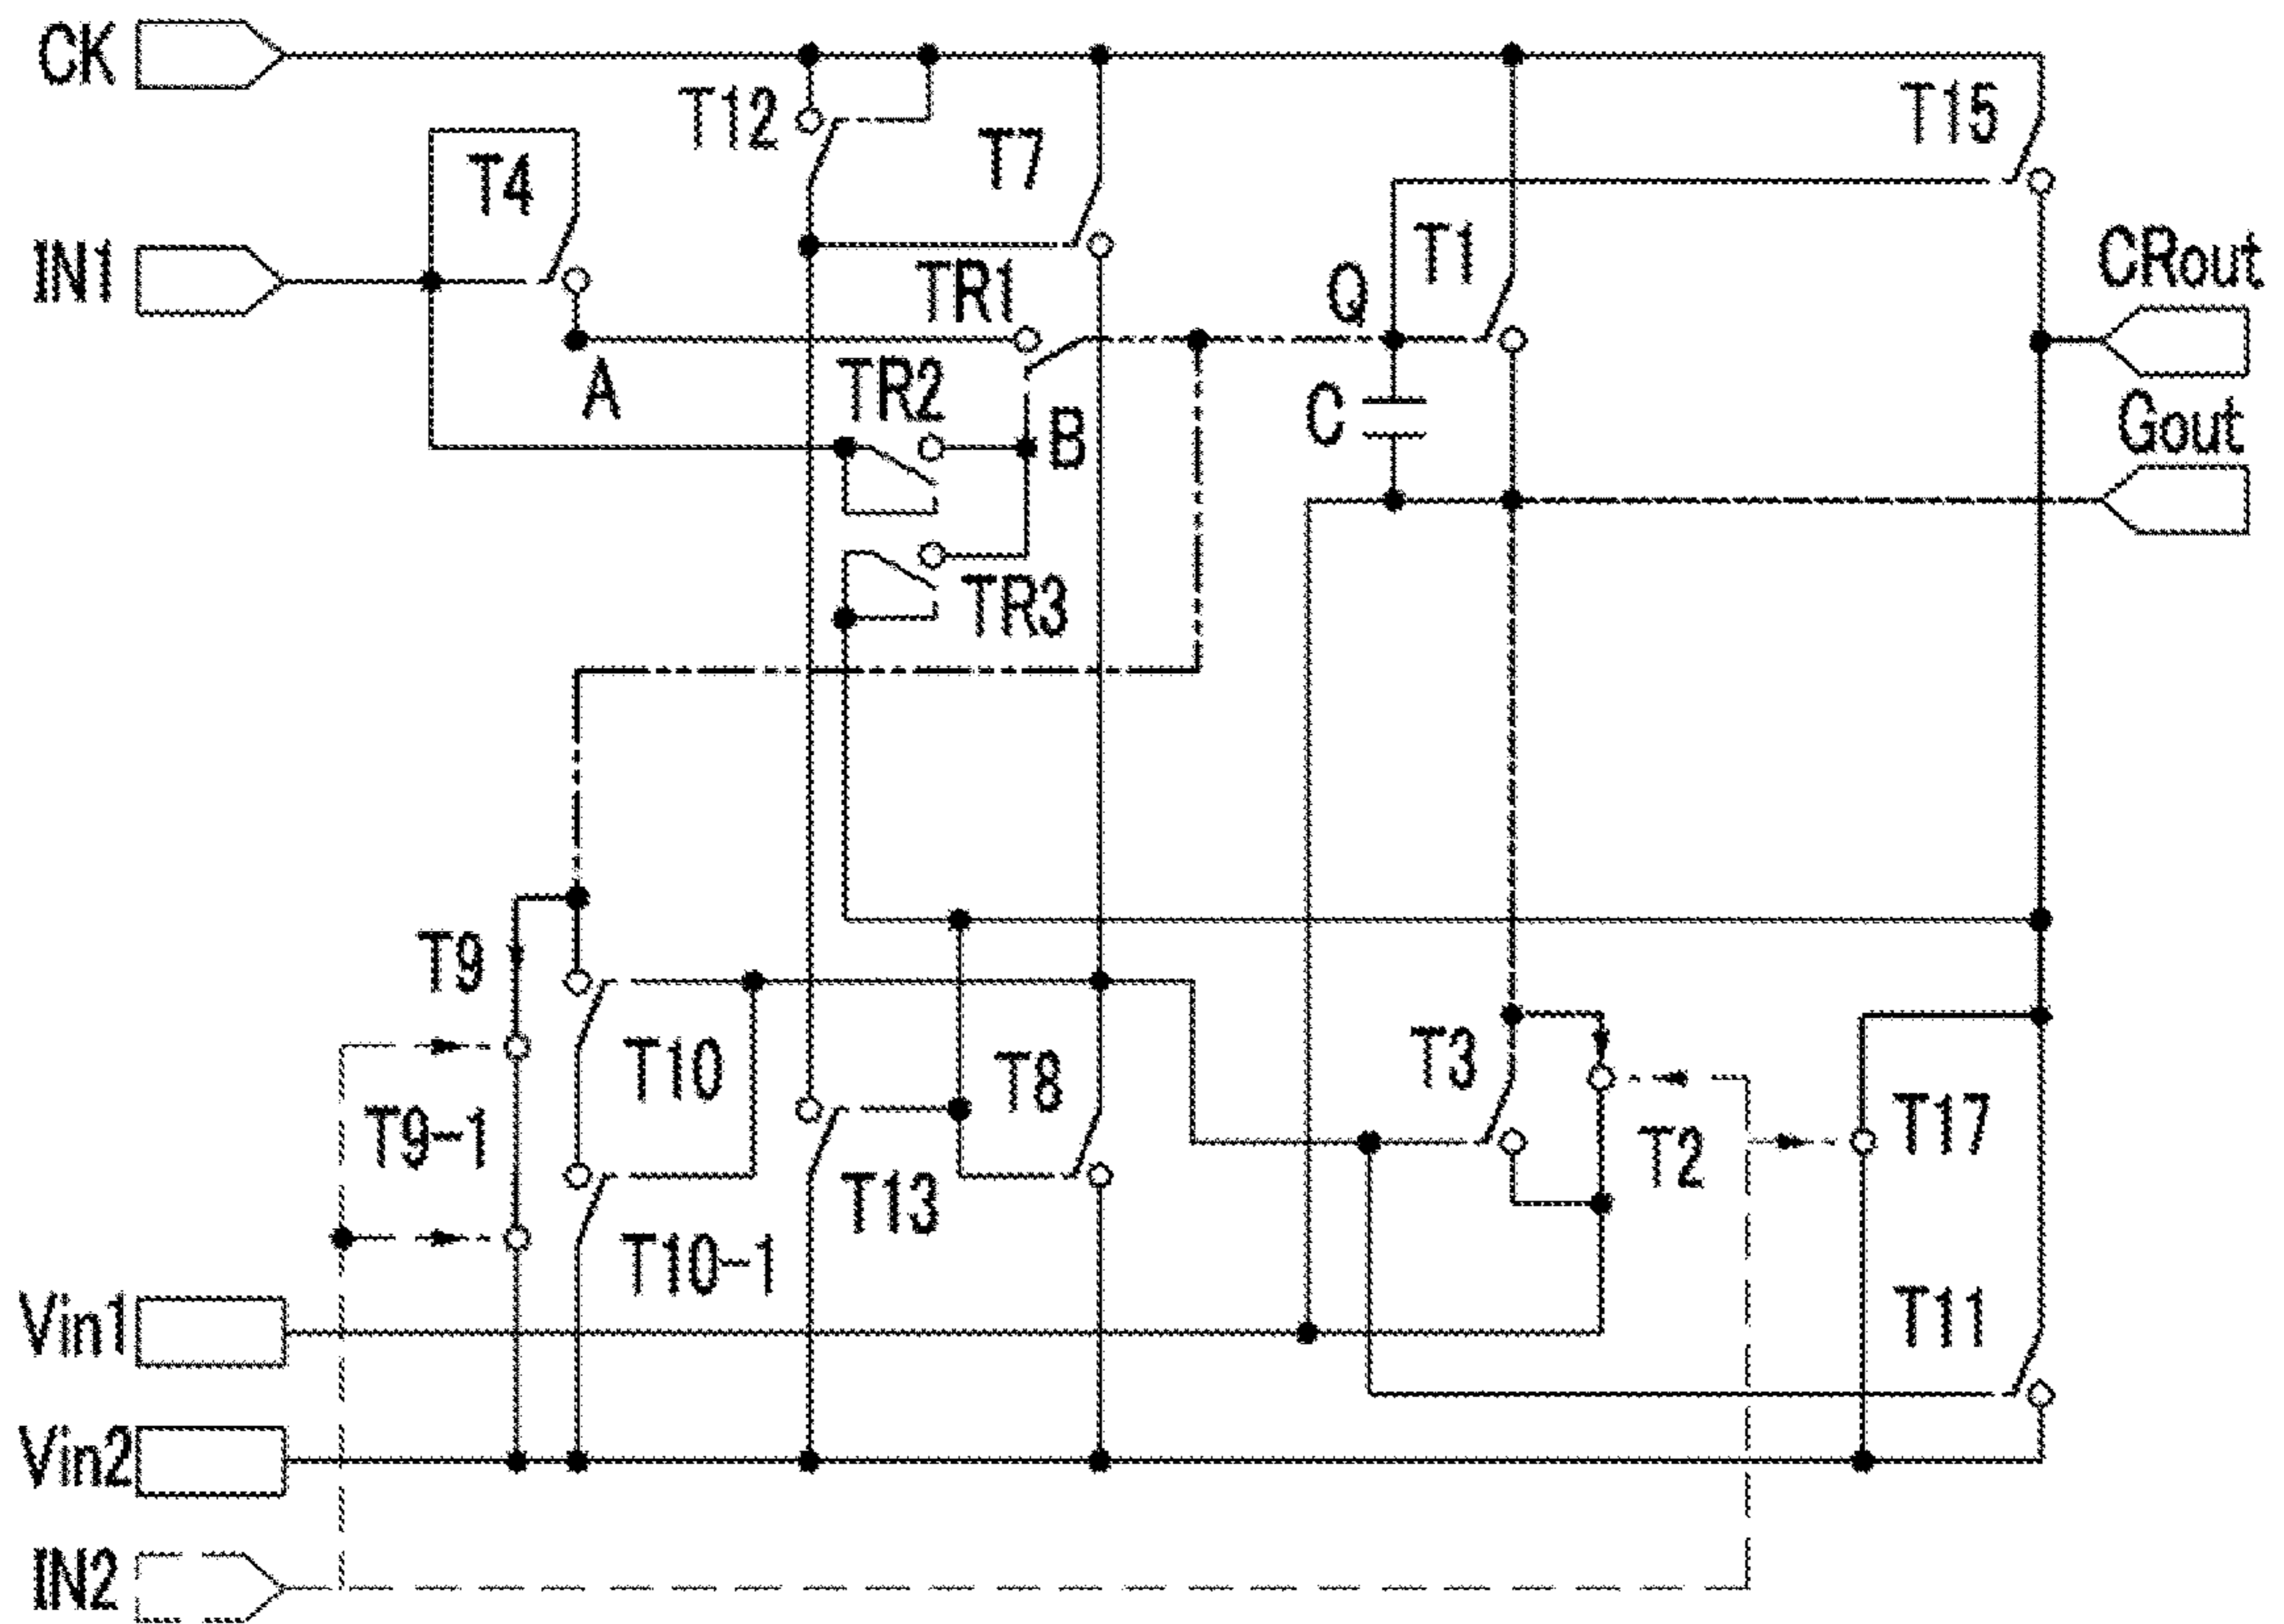 CK
T12
T15
T7
T4
IN1
TR1
Q
T1
CRout
A
TR2
B
C
Gout
TR3
T9
T10
T8
T3
T9-1
T2
T17
T13
T10-1
Vin1
T11
Vin2
IN2